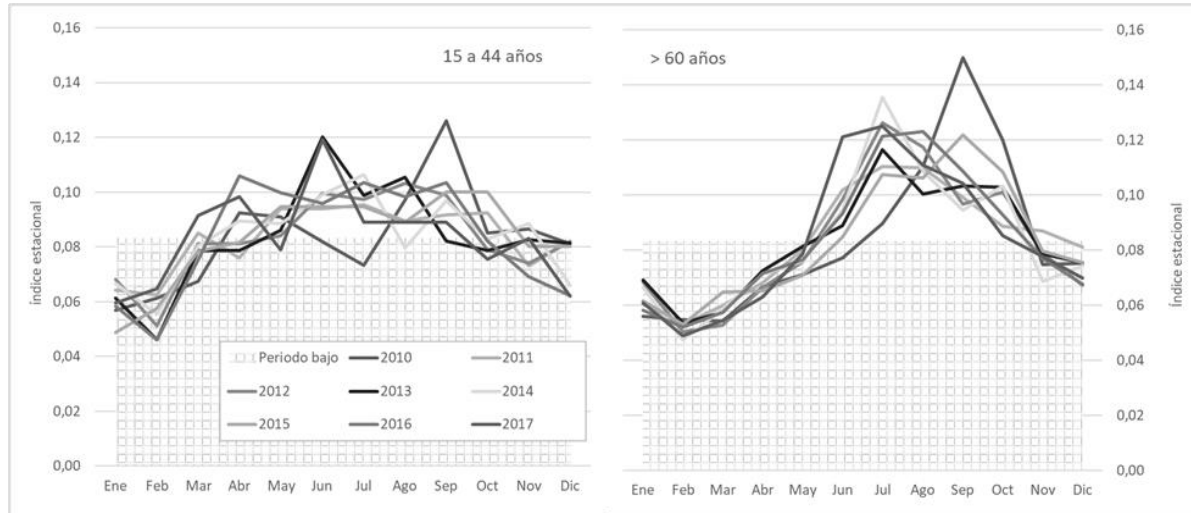 15 a 44 años
Índice estacional
0,16
0,14
0,12
0,10
0,08
0,06
0,04
0,02
0,00
Ene Feb Mar Abr May Jun Jul Ago Sep Oct Nov Dic
Periodo bajo 2010 2011
2012 2013 2014
2015 2016 2017
> 60 años
0,16
0,14
0,12
0,10
0,08
0,06
0,04
0,02
0,00
Índice estacional
Ene Feb Mar Abr May Jun Jul Ago Sep Oct Nov Dic